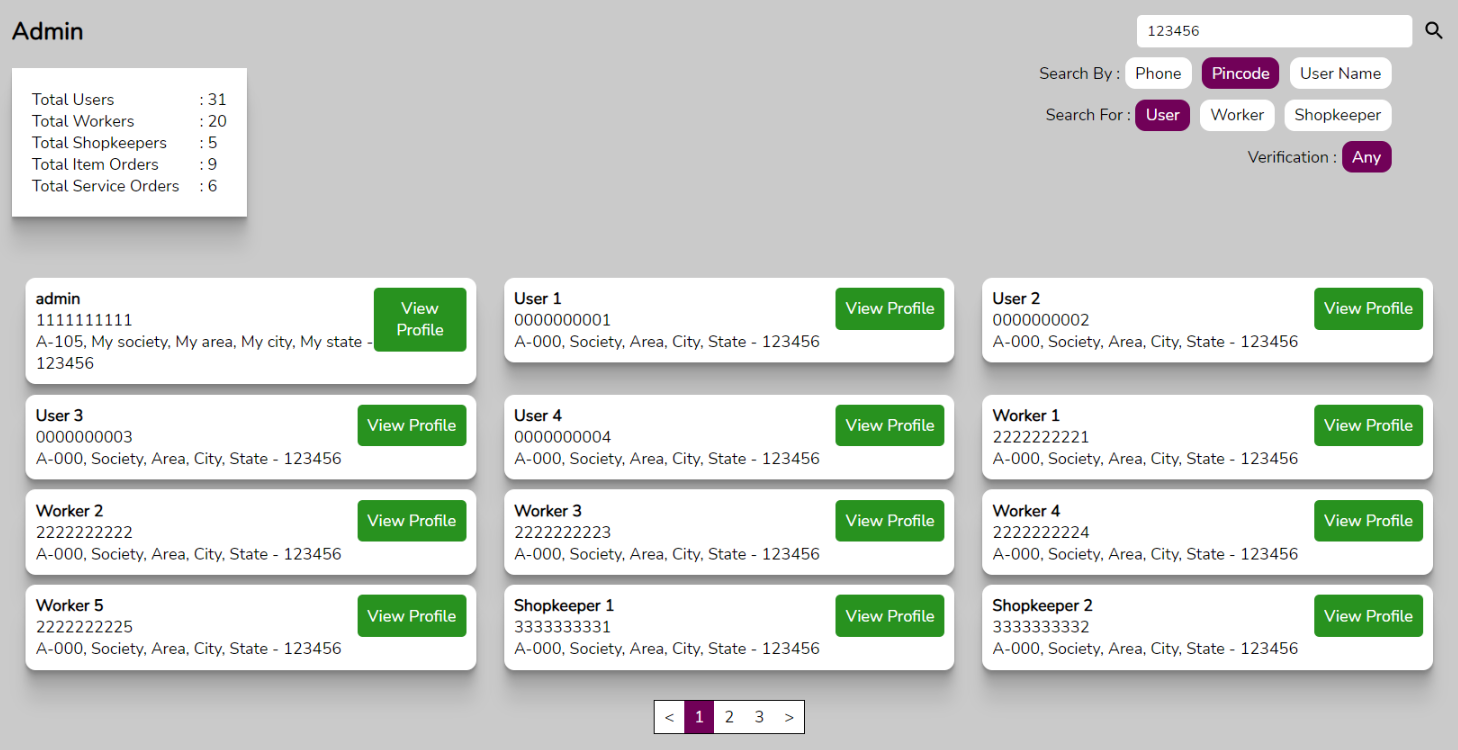 Admin
123456
Search By : Phone Pincode User Name
Search For : User Worker Shopkeeper
Verification : Any
Total Users : 31
Total Workers : 20
Total Shopkeepers : 5
Total Item Orders : 9
Total Service Orders : 6
admin
1111111111
A-105, My society, My area, My city, My state -
123456
View
Profile
User 1
0000000001
A-000, Society, Area, City, State - 123456
View Profile
User 2
0000000002
A-000, Society, Area, City, State - 123456
View Profile
User 3
0000000003
A-000, Society, Area, City, State - 123456
View Profile
User 4
0000000004
A-000, Society, Area, City, State - 123456
View Profile
Worker 1
2222222221
A-000, Society, Area, City, State - 123456
View Profile
Worker 2
2222222222
A-000, Society, Area, City, State - 123456
View Profile
Worker 3
2222222223
A-000, Society, Area, City, State - 123456
View Profile
Worker 4
2222222224
A-000, Society, Area, City, State - 123456
View Profile
Worker 5
2222222225
A-000, Society, Area, City, State - 123456
View Profile
Shopkeeper 1
3333333331
A-000, Society, Area, City, State - 123456
View Profile
Shopkeeper 2
3333333332
A-000, Society, Area, City, State - 123456
View Profile
< 1 2 3 >